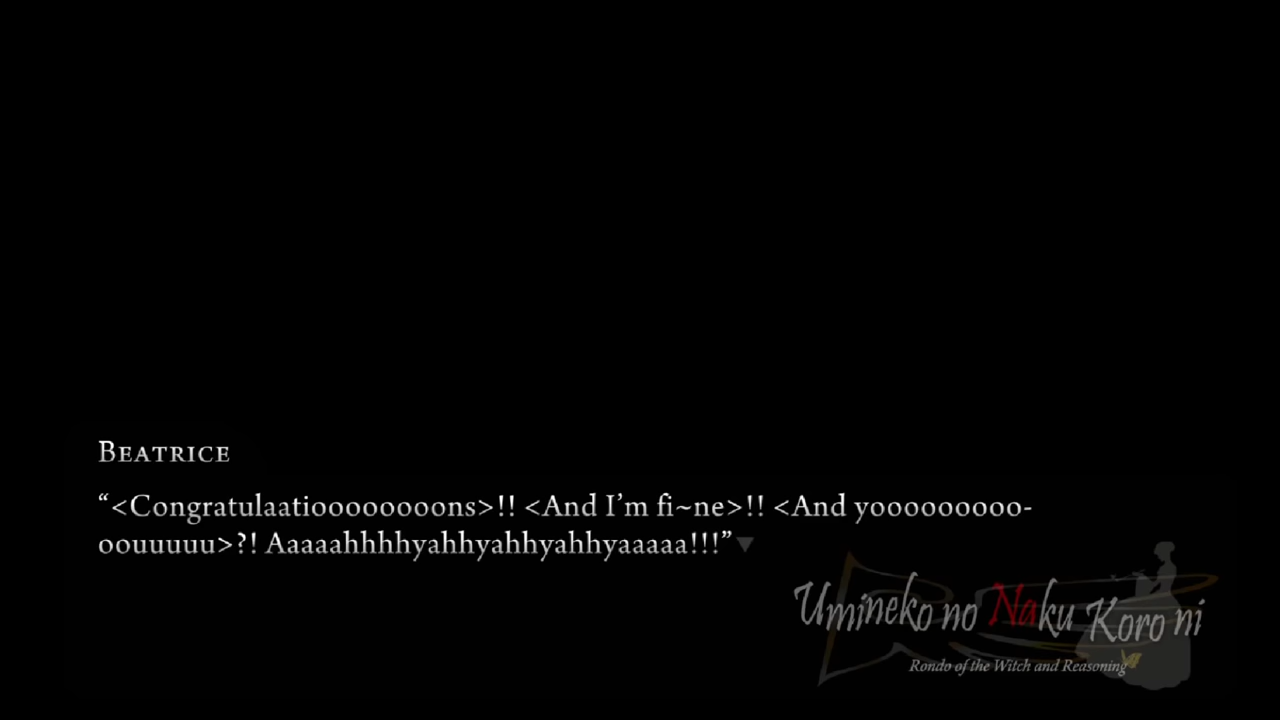 BEATRICE
“<Congratulaatiooooooooons>!! <And I’m fi~ne>!! <And yooooooooo-
oouuuuu>?! Aaaaahhhhyahhyahhyahhyaaaaa!!!”
Umineko no Naku Koro ni
Rondo of the Witch and Reasoning